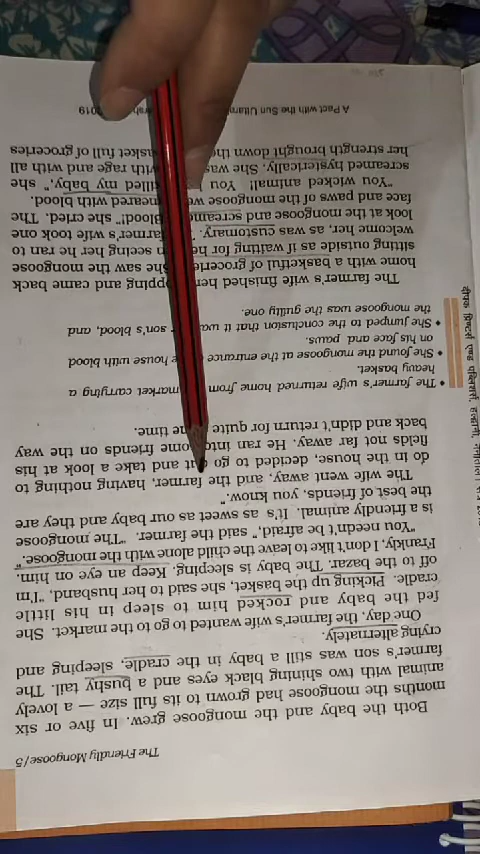 The Friendly Mongoose/5
Both the baby and the mongoose grew. In five or six
months the mongoose had grown to its full size — a lovely
animal with two shining black eyes and a bushy tail. The
farmer's son was still a baby in the cradle, sleeping and
crying alternately.
One day, the farmer's wife wanted to go to the market. She
fed the baby and rocked him to sleep in his little
cradle. Picking up the basket, she said to her husband, "I'm
off to the bazar. The baby is sleeping. Keep an eye on him.
Frankly, I don't like to leave the child alone with the mongoose."
"You needn't be afraid," said the farmer. "The mongoose
is a friendly animal. It's as sweet as our baby and they are
the best of friends, you know."
The wife went away, and the farmer, having nothing to
do in the house, decided to go out and take a look at his
fields not far away. He ran into some friends on the way
back and didn't return for quite time.
• The farmer's wife returned home from market carrying a
heavy basket.
• She found the mongoose at the entrance house with blood
on his face and paws.
• She jumped to the conclusion that it son's blood, and
the mongoose was the guilty one.
The farmer's wife finished her and came back
home with a basketful of She saw the mongoose
sitting outside as if waiting for seeing her he ran to
welcome her, as was customary. farmer's wife took one
look at the mongoose and Blood!" she cried. The
face and paws of the mongoose smeared with blood.
"You wicked animal! You killed my baby," she
screamed hysterically. She was with rage and with all
her strength brought down the basket full of groceries
A Pact with the Sun 2019